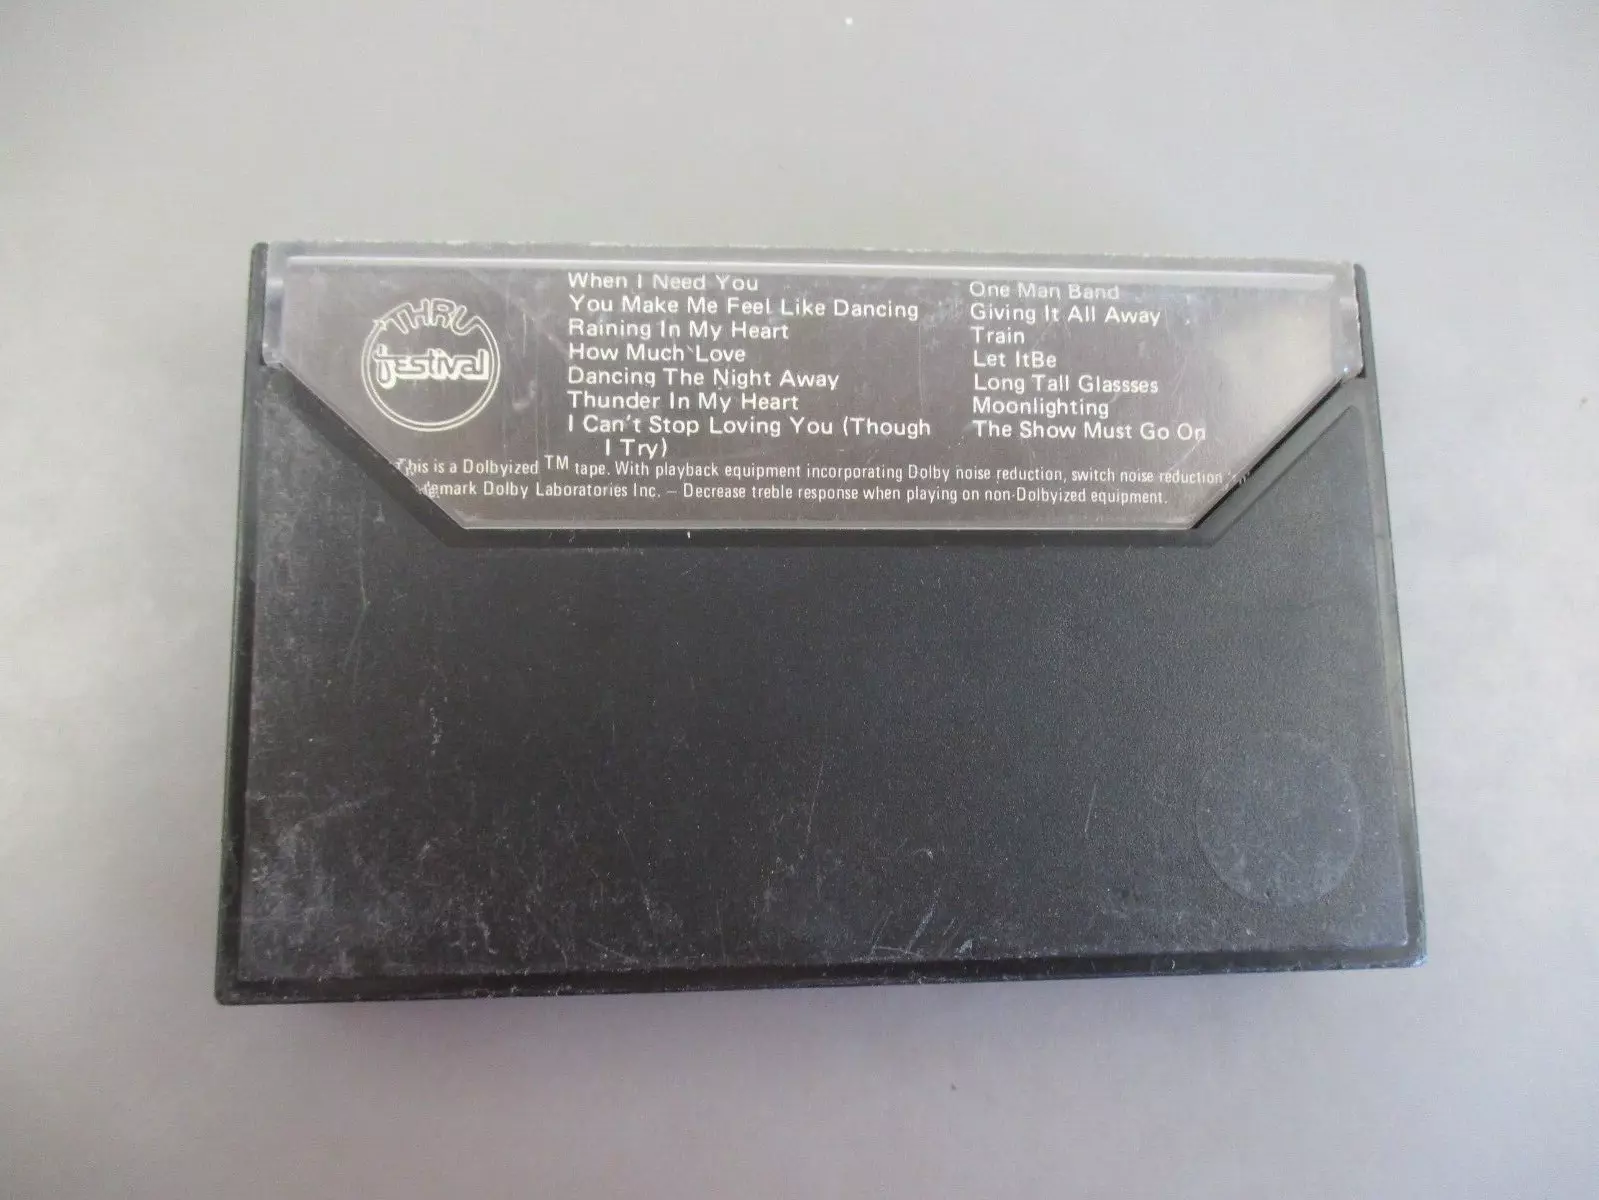 THRU
festival
When I Need You
You Make Me Feel Like Dancing
Raining In My Heart
How Much Love
Dancing The Night Away
Thunder In My Heart
I Can't Stop Loving You (Though
I Try)
One Man Band
Giving It All Away
Train
Let ItBe
Long Tall Glassses
Moonlighting
The Show Must Go On
This is a Dolbyized TM tape. With playback equipment incorporating Dolby noise reduction, switch noise reduction
Dolby Laboratories Inc. – Decrease treble response when playing on non-Dolbyized equipment.